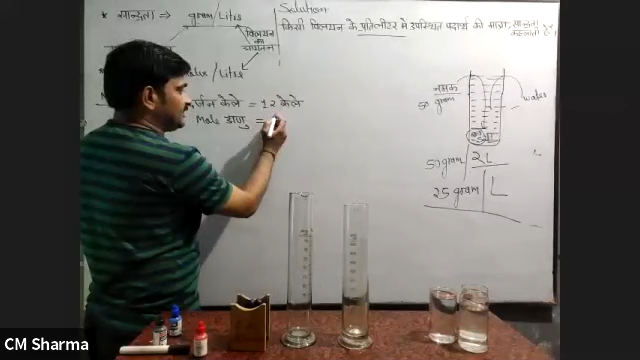 * सान्द्रता ⇒ gram/Litre
Solution
किसी विलयन के प्रतिलीटर में उपस्थित पदार्थ की मात्रा सान्द्रता
कहलाती है।
विलयन
का
आयतन
/Litre
र्जन केले = 12 केले
Mole अणु =
नमक
50 gram
water
50 gram 2L
25 gram L
CM Sharma